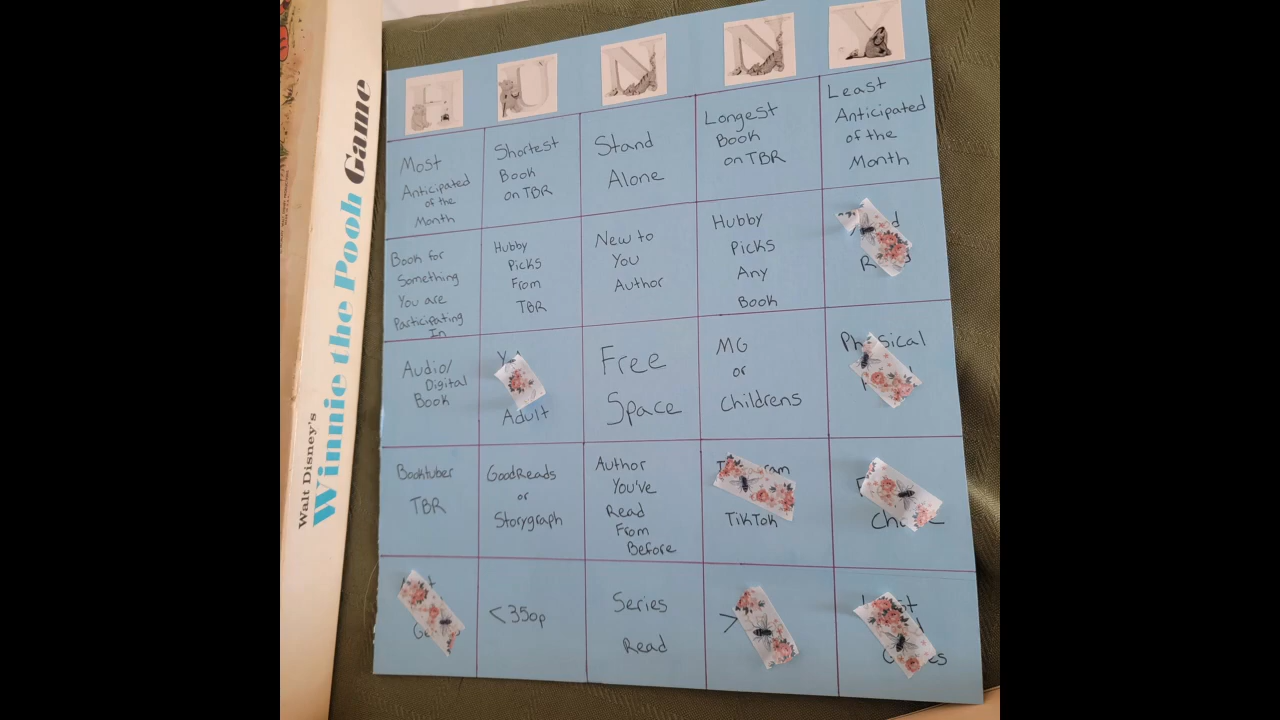 Walt Disney's
Winnie the Pooh Game
H U N N Y
Most
Anticipated
of the
Month
Shortest
Book
on TBR
Stand
Alone
Longest
Book
on TBR
Least
Anticipated
of the
Month
Book for
Something
You are
Participating
In
Hubby
Picks
From
TBR
New to
You
Author
Hubby
Picks
Any
Book
Audio/
Digital
Book
Adult
Free
Space
MG
or
Childrens
Physical
Booktuber
TBR
GoodReads
or
Storygraph
Author
You've
Read
From
Before
TikTok
<350p
Series
Read
>